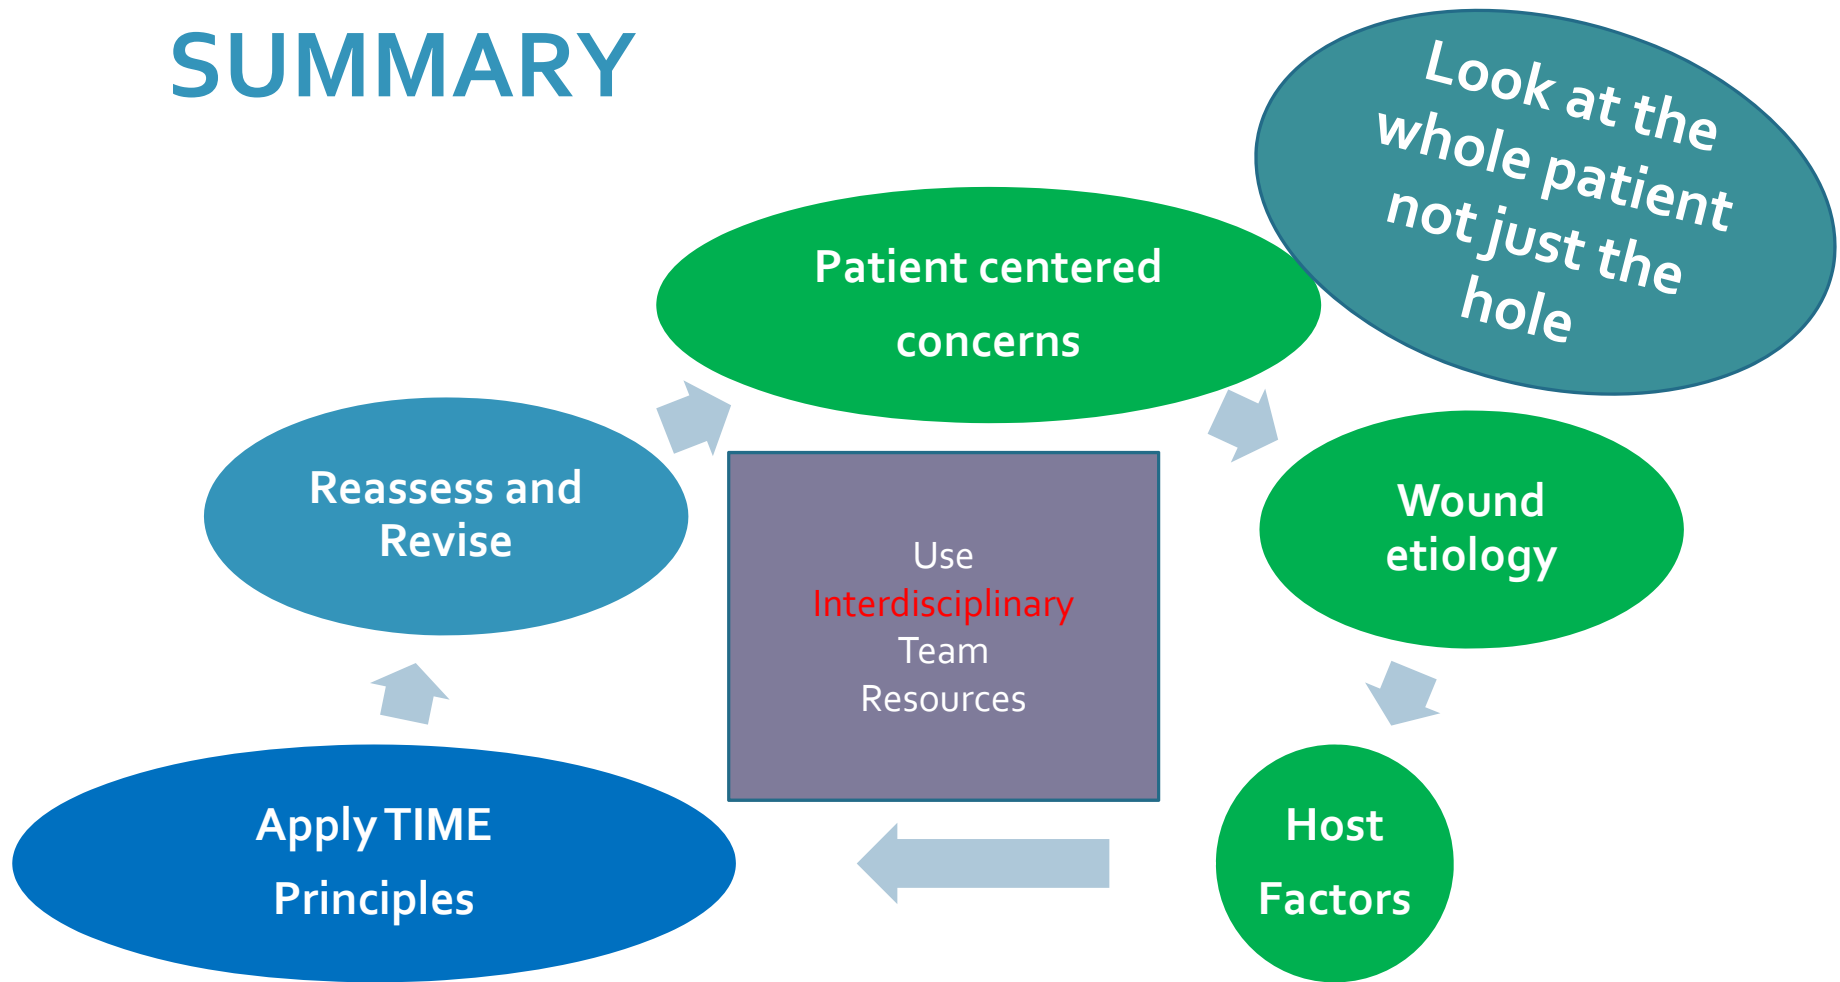 SUMMARY
Look at the
whole patient
not just the
hole
Patient centered
concerns
Wound
etiology
Host
Factors
Apply TIME
Principles
Reassess and
Revise
Use
Interdisciplinary
Team
Resources